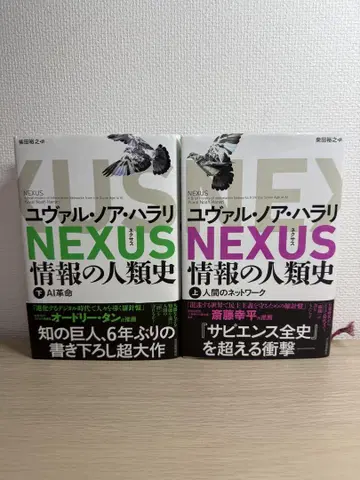 柴田裕之=訳
NEXUS
ユヴァル・ノア・ハラリ
NEXUS
ネクサス
情報の人類史
下 AI革命
オードリー・タン
知の巨人、6年ぶりの
書き下ろし超大作
柴田裕之=訳
NEXUS
ユヴァル・ノア・ハラリ
NEXUS
ネクサス
情報の人類史
上 人間のネットワーク
斎藤幸平氏推薦
『サピエンス全史』
を超える衝撃